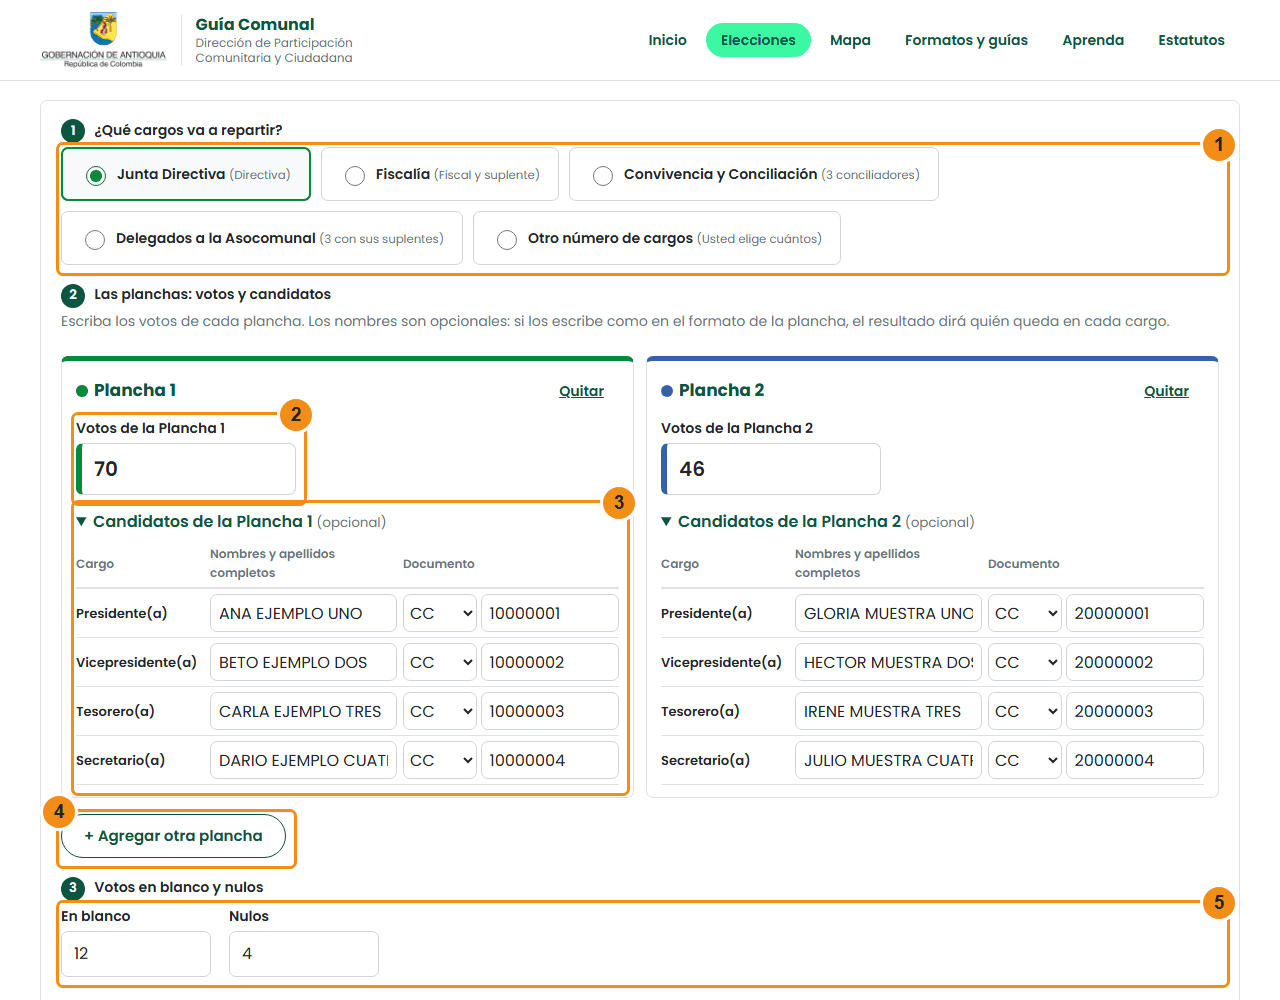 GOBERNACIÓN DE ANTIOQUIA
República de Colombia
Guía Comunal
Dirección de Participación
Comunitaria y Ciudadana
Inicio
Elecciones
Mapa
Formatos y guías
Aprenda
Estatutos
1 ¿Qué cargos va a repartir?
1
Junta Directiva (Directiva)
Fiscalía (Fiscal y suplente)
Convivencia y Conciliación (3 conciliadores)
Delegados a la Asocomunal (3 con sus suplentes)
Otro número de cargos (Usted elige cuántos)
2 Las planchas: votos y candidatos
Escriba los votos de cada plancha. Los nombres son opcionales: si los escribe como en el formato de la plancha, el resultado dirá quién queda en cada cargo.
Plancha 1
Quitar
2
Votos de la Plancha 1
70
3
▼ Candidatos de la Plancha 1 (opcional)
Cargo
Nombres y apellidos
completos
Documento
Presidente(a) ANA EJEMPLO UNO CC 10000001
Vicepresidente(a) BETO EJEMPLO DOS CC 10000002
Tesorero(a) CARLA EJEMPLO TRES CC 10000003
Secretario(a) DARIO EJEMPLO CUAT CC 10000004
Plancha 2
Quitar
Votos de la Plancha 2
46
▼ Candidatos de la Plancha 2 (opcional)
Cargo
Nombres y apellidos
completos
Documento
Presidente(a) GLORIA MUESTRA UNO CC 20000001
Vicepresidente(a) HECTOR MUESTRA DOS CC 20000002
Tesorero(a) IRENE MUESTRA TRES CC 20000003
Secretario(a) JULIO MUESTRA CUAT CC 20000004
4
+ Agregar otra plancha
3 Votos en blanco y nulos
5
En blanco
12
Nulos
4